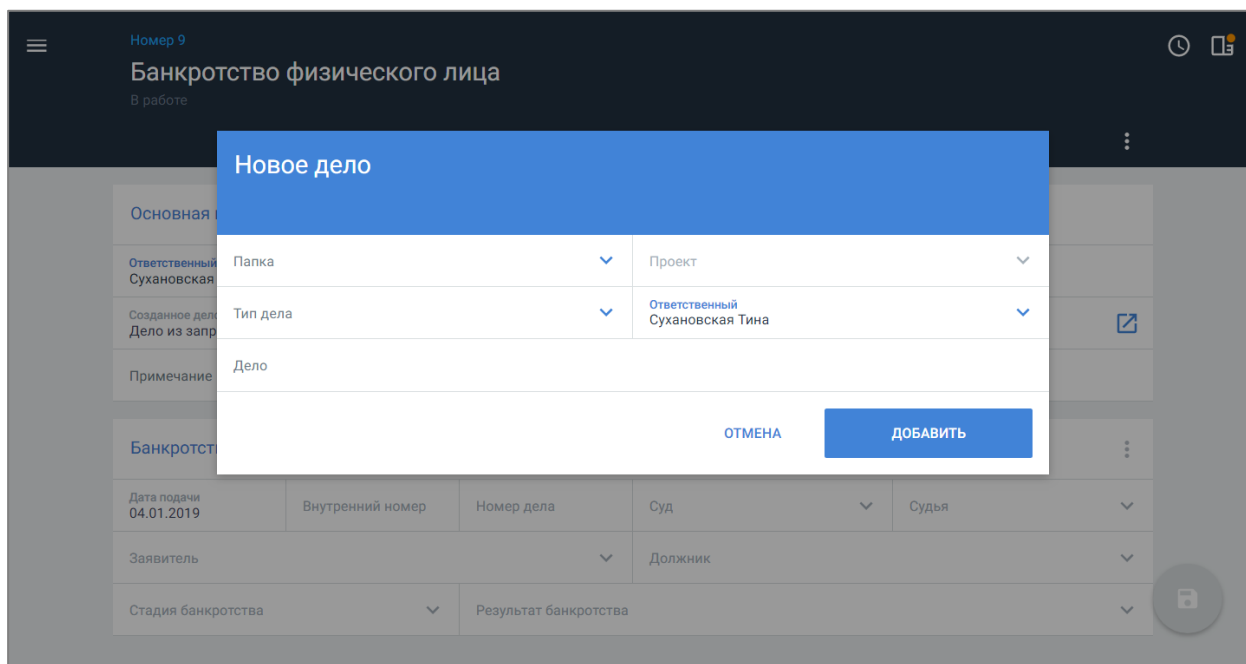 Номер 9
Банкротство физического лица
В работе
Новое дело
Основная
Ответственный
Сухановская
Папка
Проект
Созданное дело
Дело из запр
Тип дела
Ответственный
Сухановская Тина
Примечание
Дело
ОТМЕНА
ДОБАВИТЬ
Банкротст
Дата подачи
04.01.2019
Внутренний номер
Номер дела
Суд
Судья
Заявитель
Должник
Стадия банкротства
Результат банкротства